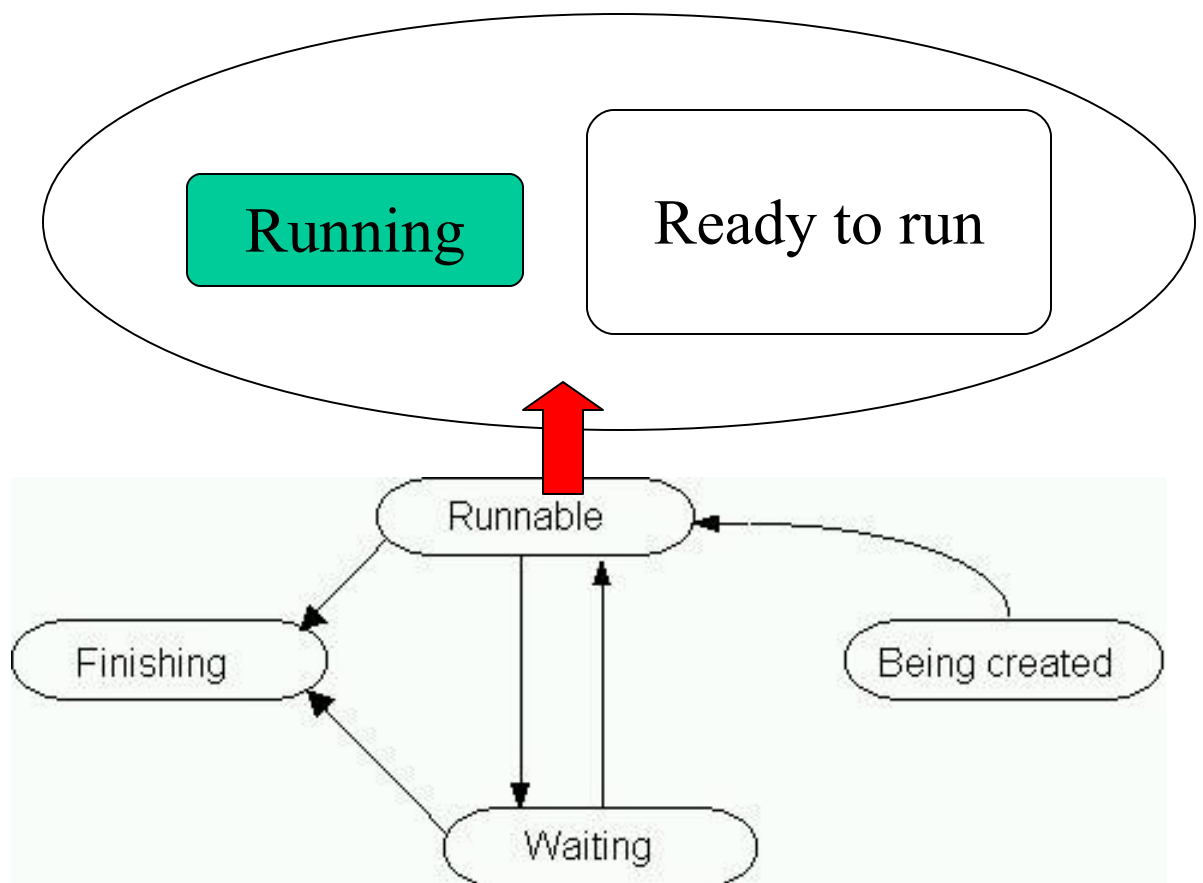 Running
Ready to run
Runnable
Finishing
Being created
Waiting